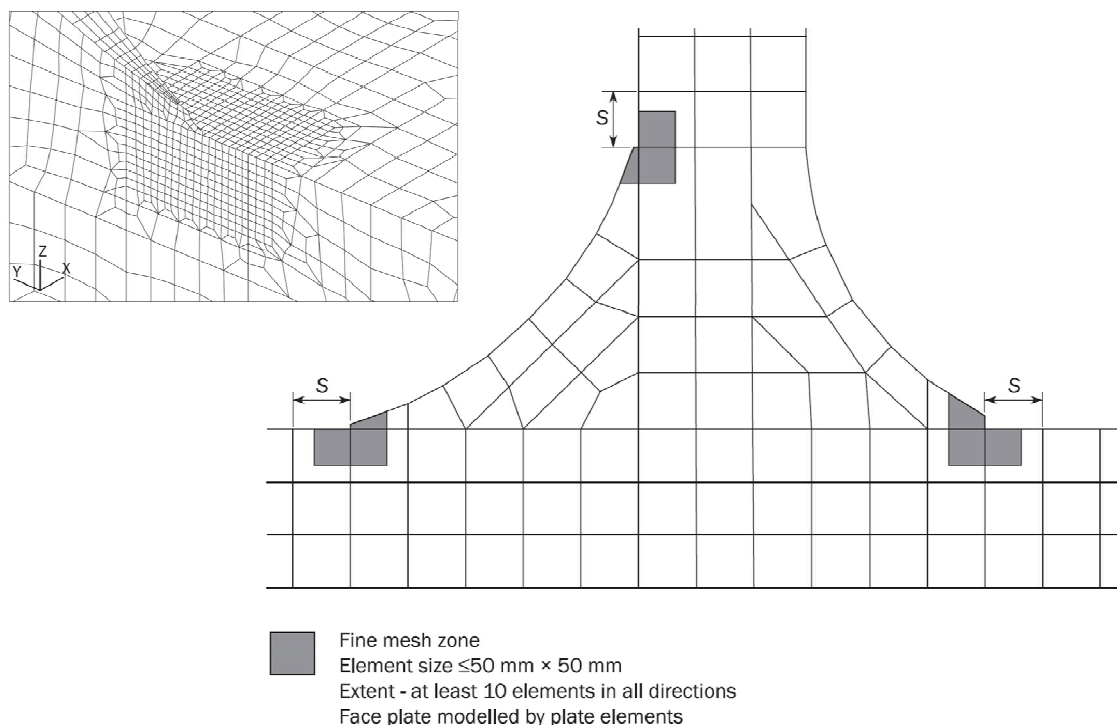 Z
Y
X
S
S
S
Fine mesh zone
Element size ≤50 mm × 50 mm
Extent - at least 10 elements in all directions
Face plate modelled by plate elements